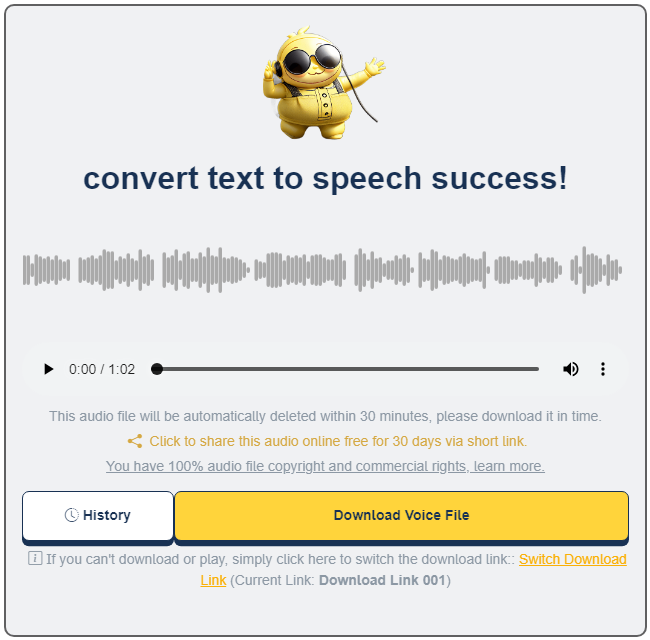 convert text to speech success!
0:00 / 1:02
This audio file will be automatically deleted within 30 minutes, please download it in time.
Click to share this audio online free for 30 days via short link.
You have 100% audio file copyright and commercial rights, learn more.
History
Download Voice File
If you can't download or play, simply click here to switch the download link:: Switch Download
Link (Current Link: Download Link 001)